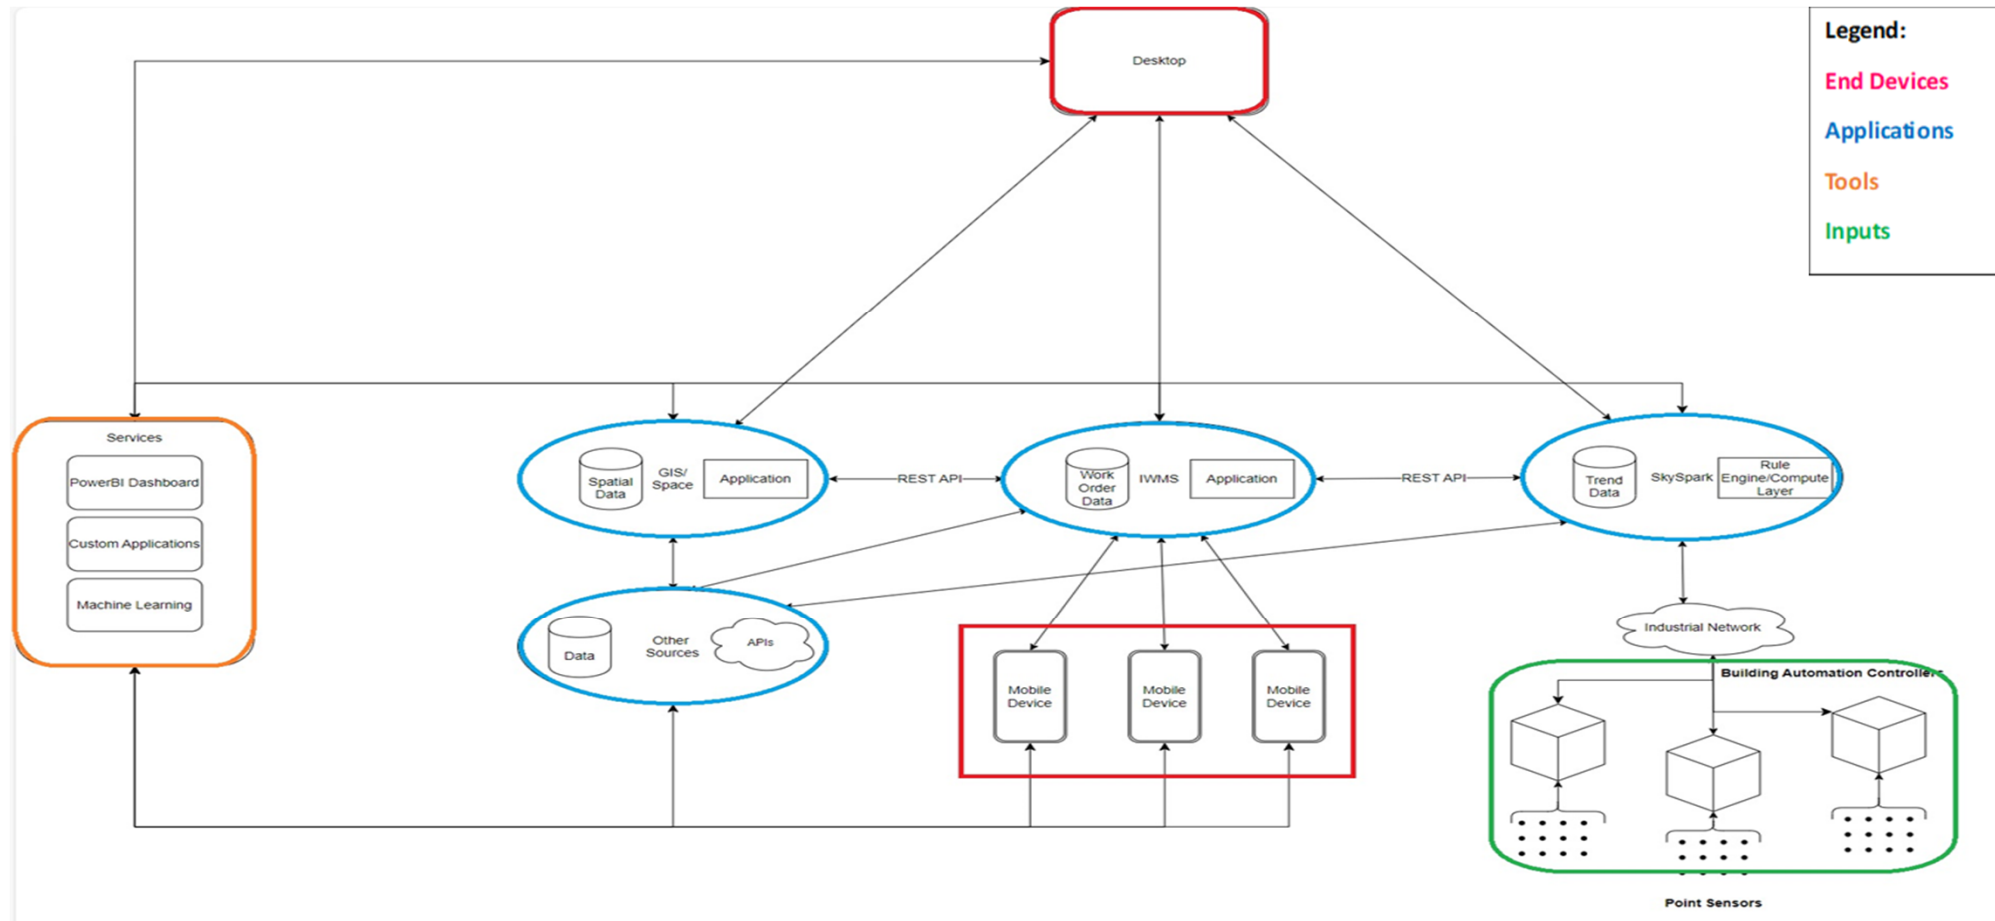 Desktop
Legend:
End Devices
Applications
Tools
Inputs
Services
PowerBI Dashboard
Custom Applications
Machine Learning
Spatial
Data
GIS/
Space
Application
REST API
Work
Order
Data
IWMS
Application
REST API
Trend
Data
SkySpark
Rule
Engine/Compute
Layer
Data
Other
Sources
APIs
Mobile
Device
Mobile
Device
Mobile
Device
Industrial Network
Building Automation Controllers
Point Sensors